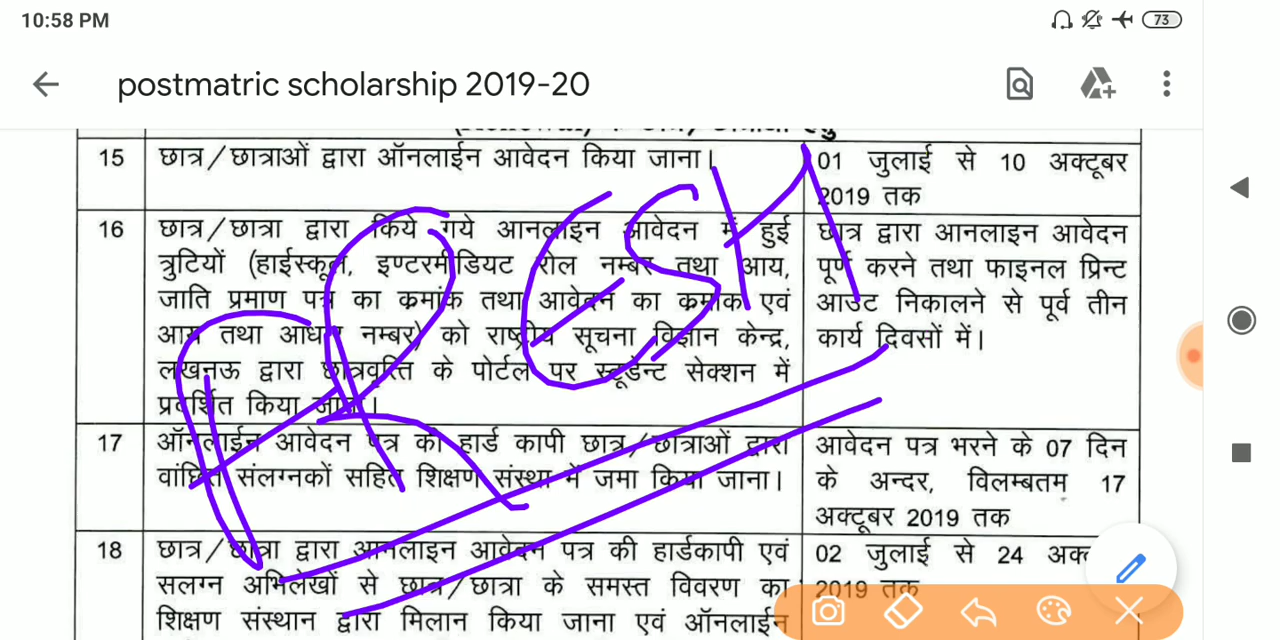 10:58 PM
73
postmatric scholarship 2019-20
15 छात्र/छात्राओं द्वारा ऑनलाईन आवेदन किया जाना। 01 जुलाई से 10 अक्टूबर
2019 तक
16 छात्र/छात्रा द्वारा किये गये आनलाइन आवेदन में हुई छात्र द्वारा आनलाइन आवेदन
त्रुटियों (हाईस्कूल, इण्टरमीडियट रोल नम्बर तथा आय, पूर्ण करने तथा फाइनल प्रिन्ट
जाति प्रमाण पत्र का क्रमांक तथा आवेदन का क्रमांक एवं आउट निकालने से पूर्व तीन
आय तथा आधार नम्बर) को राष्ट्रीय सूचना विज्ञान केन्द्र, कार्य दिवसों में।
लखनऊ द्वारा छात्रवृत्ति के पोर्टल पर स्टूडेन्ट सेक्शन में
प्रदर्शित किया जाना।
17 ऑनलाईन आवेदन पत्र की हार्ड कापी छात्र/छात्राओं द्वारा आवेदन पत्र भरने के 07 दिन
वांछित संलग्नकों सहित शिक्षण संस्था में जमा किया जाना। के अन्दर, विलम्बतम 17
अक्टूबर 2019 तक
18 छात्र/छात्रा द्वारा आनलाइन आवेदन पत्र की हार्डकापी एवं 02 जुलाई से 24
सलग्न अभिलेखों से छात्र/छात्रा के समस्त विवरण का 2019 तक
शिक्षण संस्थान द्वारा मिलान किया जाना एवं ऑनलाईन